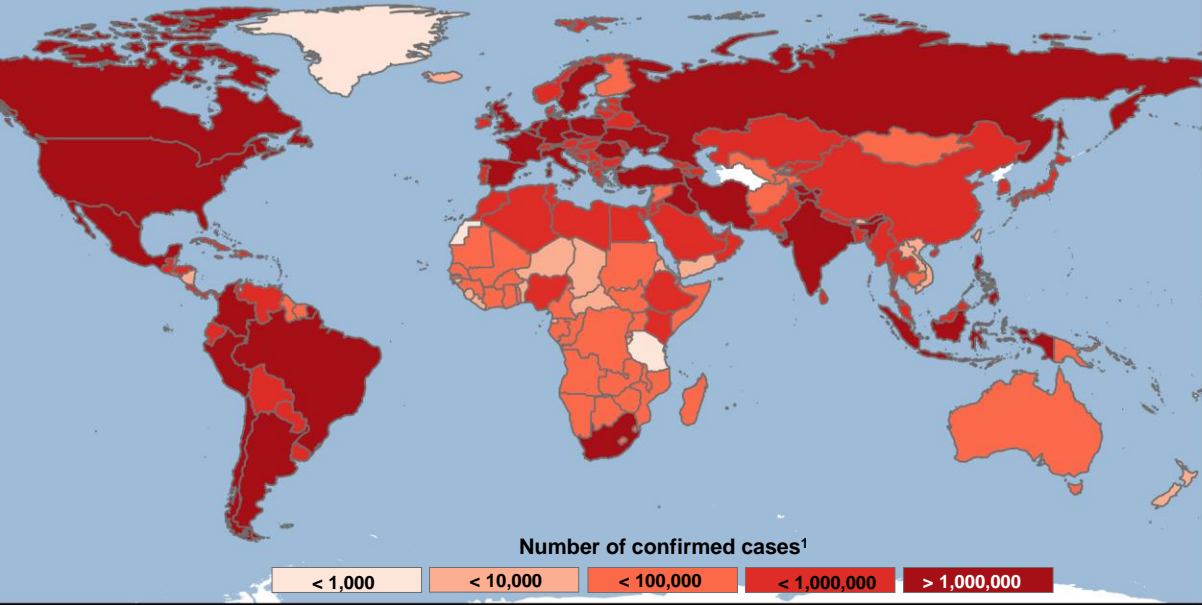 Number of confirmed cases¹
< 1,000 < 10,000 < 100,000 < 1,000,000 > 1,000,000